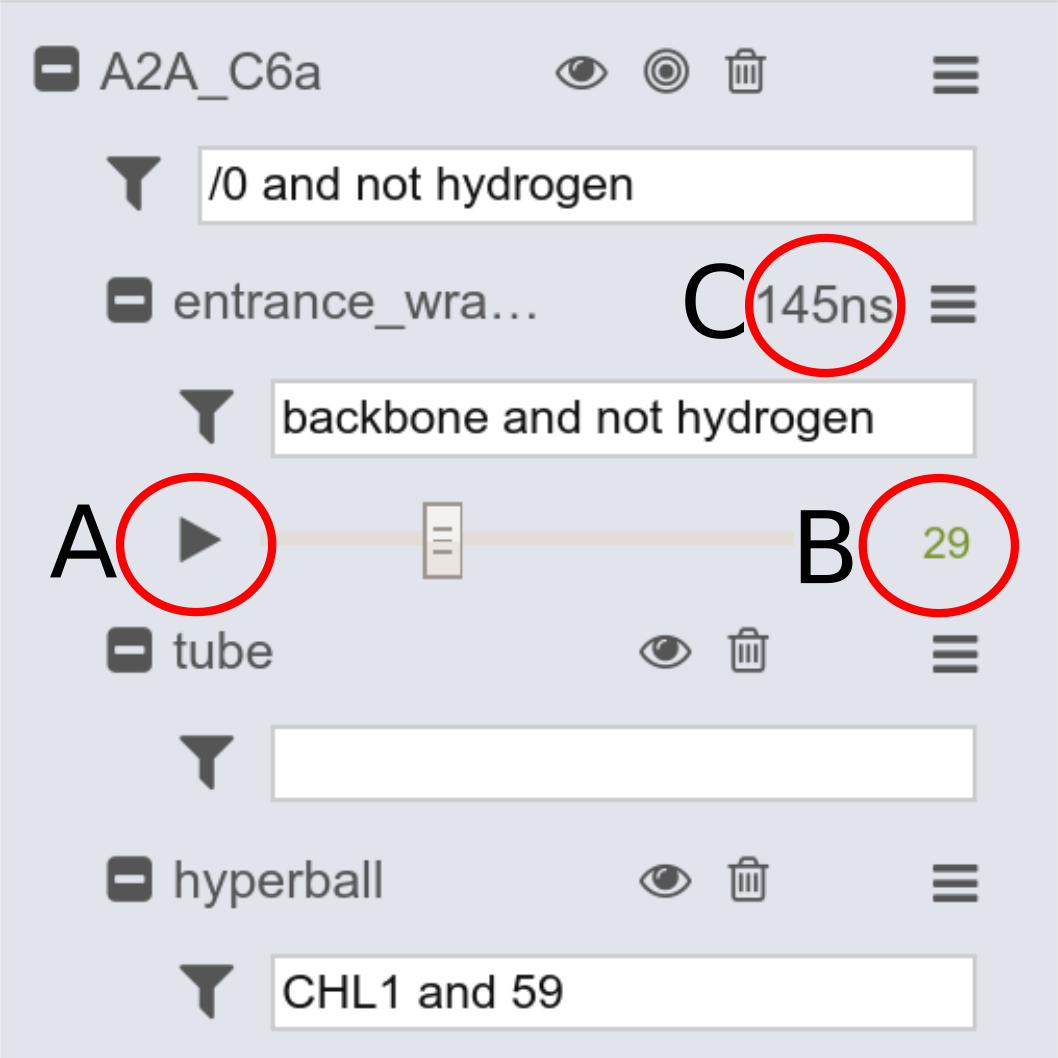 A2A_C6a
/0 and not hydrogen
entrance_wra... C 145ns
backbone and not hydrogen
A B 29
tube
hyperball
CHL1 and 59